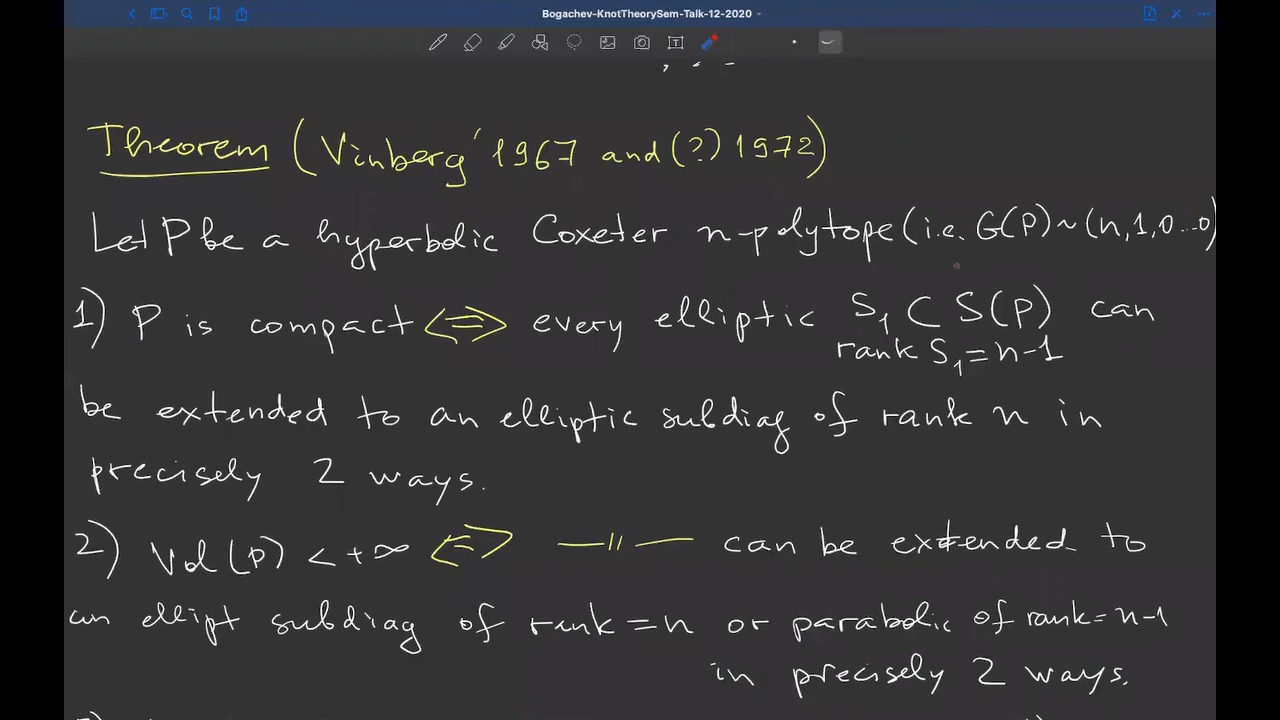 Bogachev-KnotTheorySem-Talk-12-2020
Theorem (Vinberg' 1967 and (?) 1972)
Let P be a hyperbolic Coxeter n-polytope (i.e. G(P) ~ (n,1,0...0)
1) P is compact <=> every elliptic S₁ ⊂ S(P) can
rank S₁ = n-1
be extended to an elliptic subdiag of rank n in
precisely 2 ways.
2) Vol(P) < +∞ <=> —"— can be extended to
an ellipt subdiag of rank = n or parabolic of rank = n-1
in precisely 2 ways.